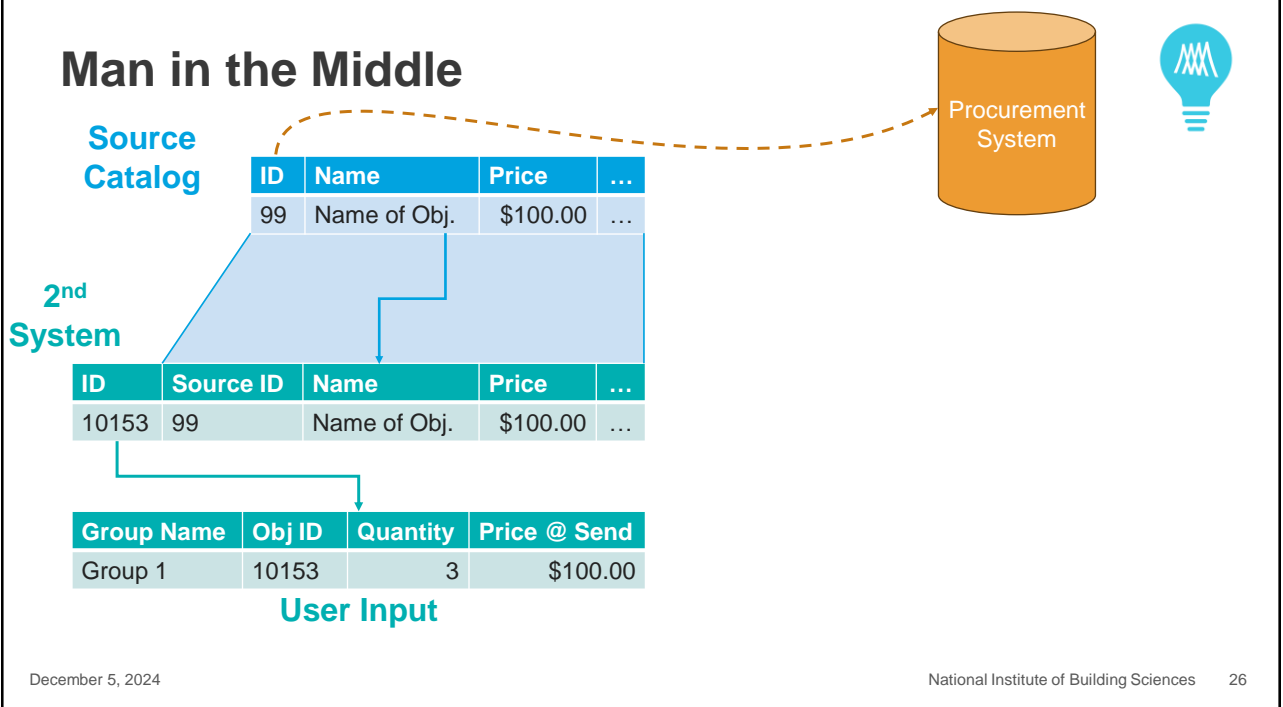 Man in the Middle
Procurement
System
Source
Catalog
ID Name Price …
99 Name of Obj. $100.00 …
2nd
System
ID Source ID Name Price …
10153 99 Name of Obj. $100.00 …
Group Name Obj ID Quantity Price @ Send
Group 1 10153 3 $100.00
User Input
December 5, 2024 National Institute of Building Sciences 26